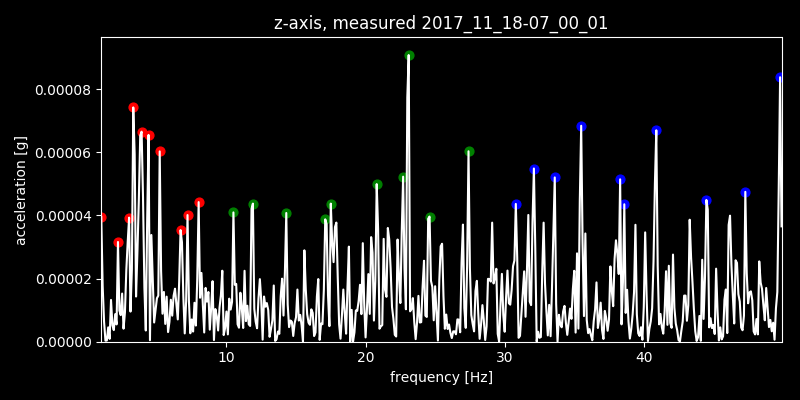 z-axis, measured 2017_11_18-07_00_01
0.00008
0.00006
0.00004
0.00002
0.00000
acceleration [g]
10 20 30 40
frequency [Hz]